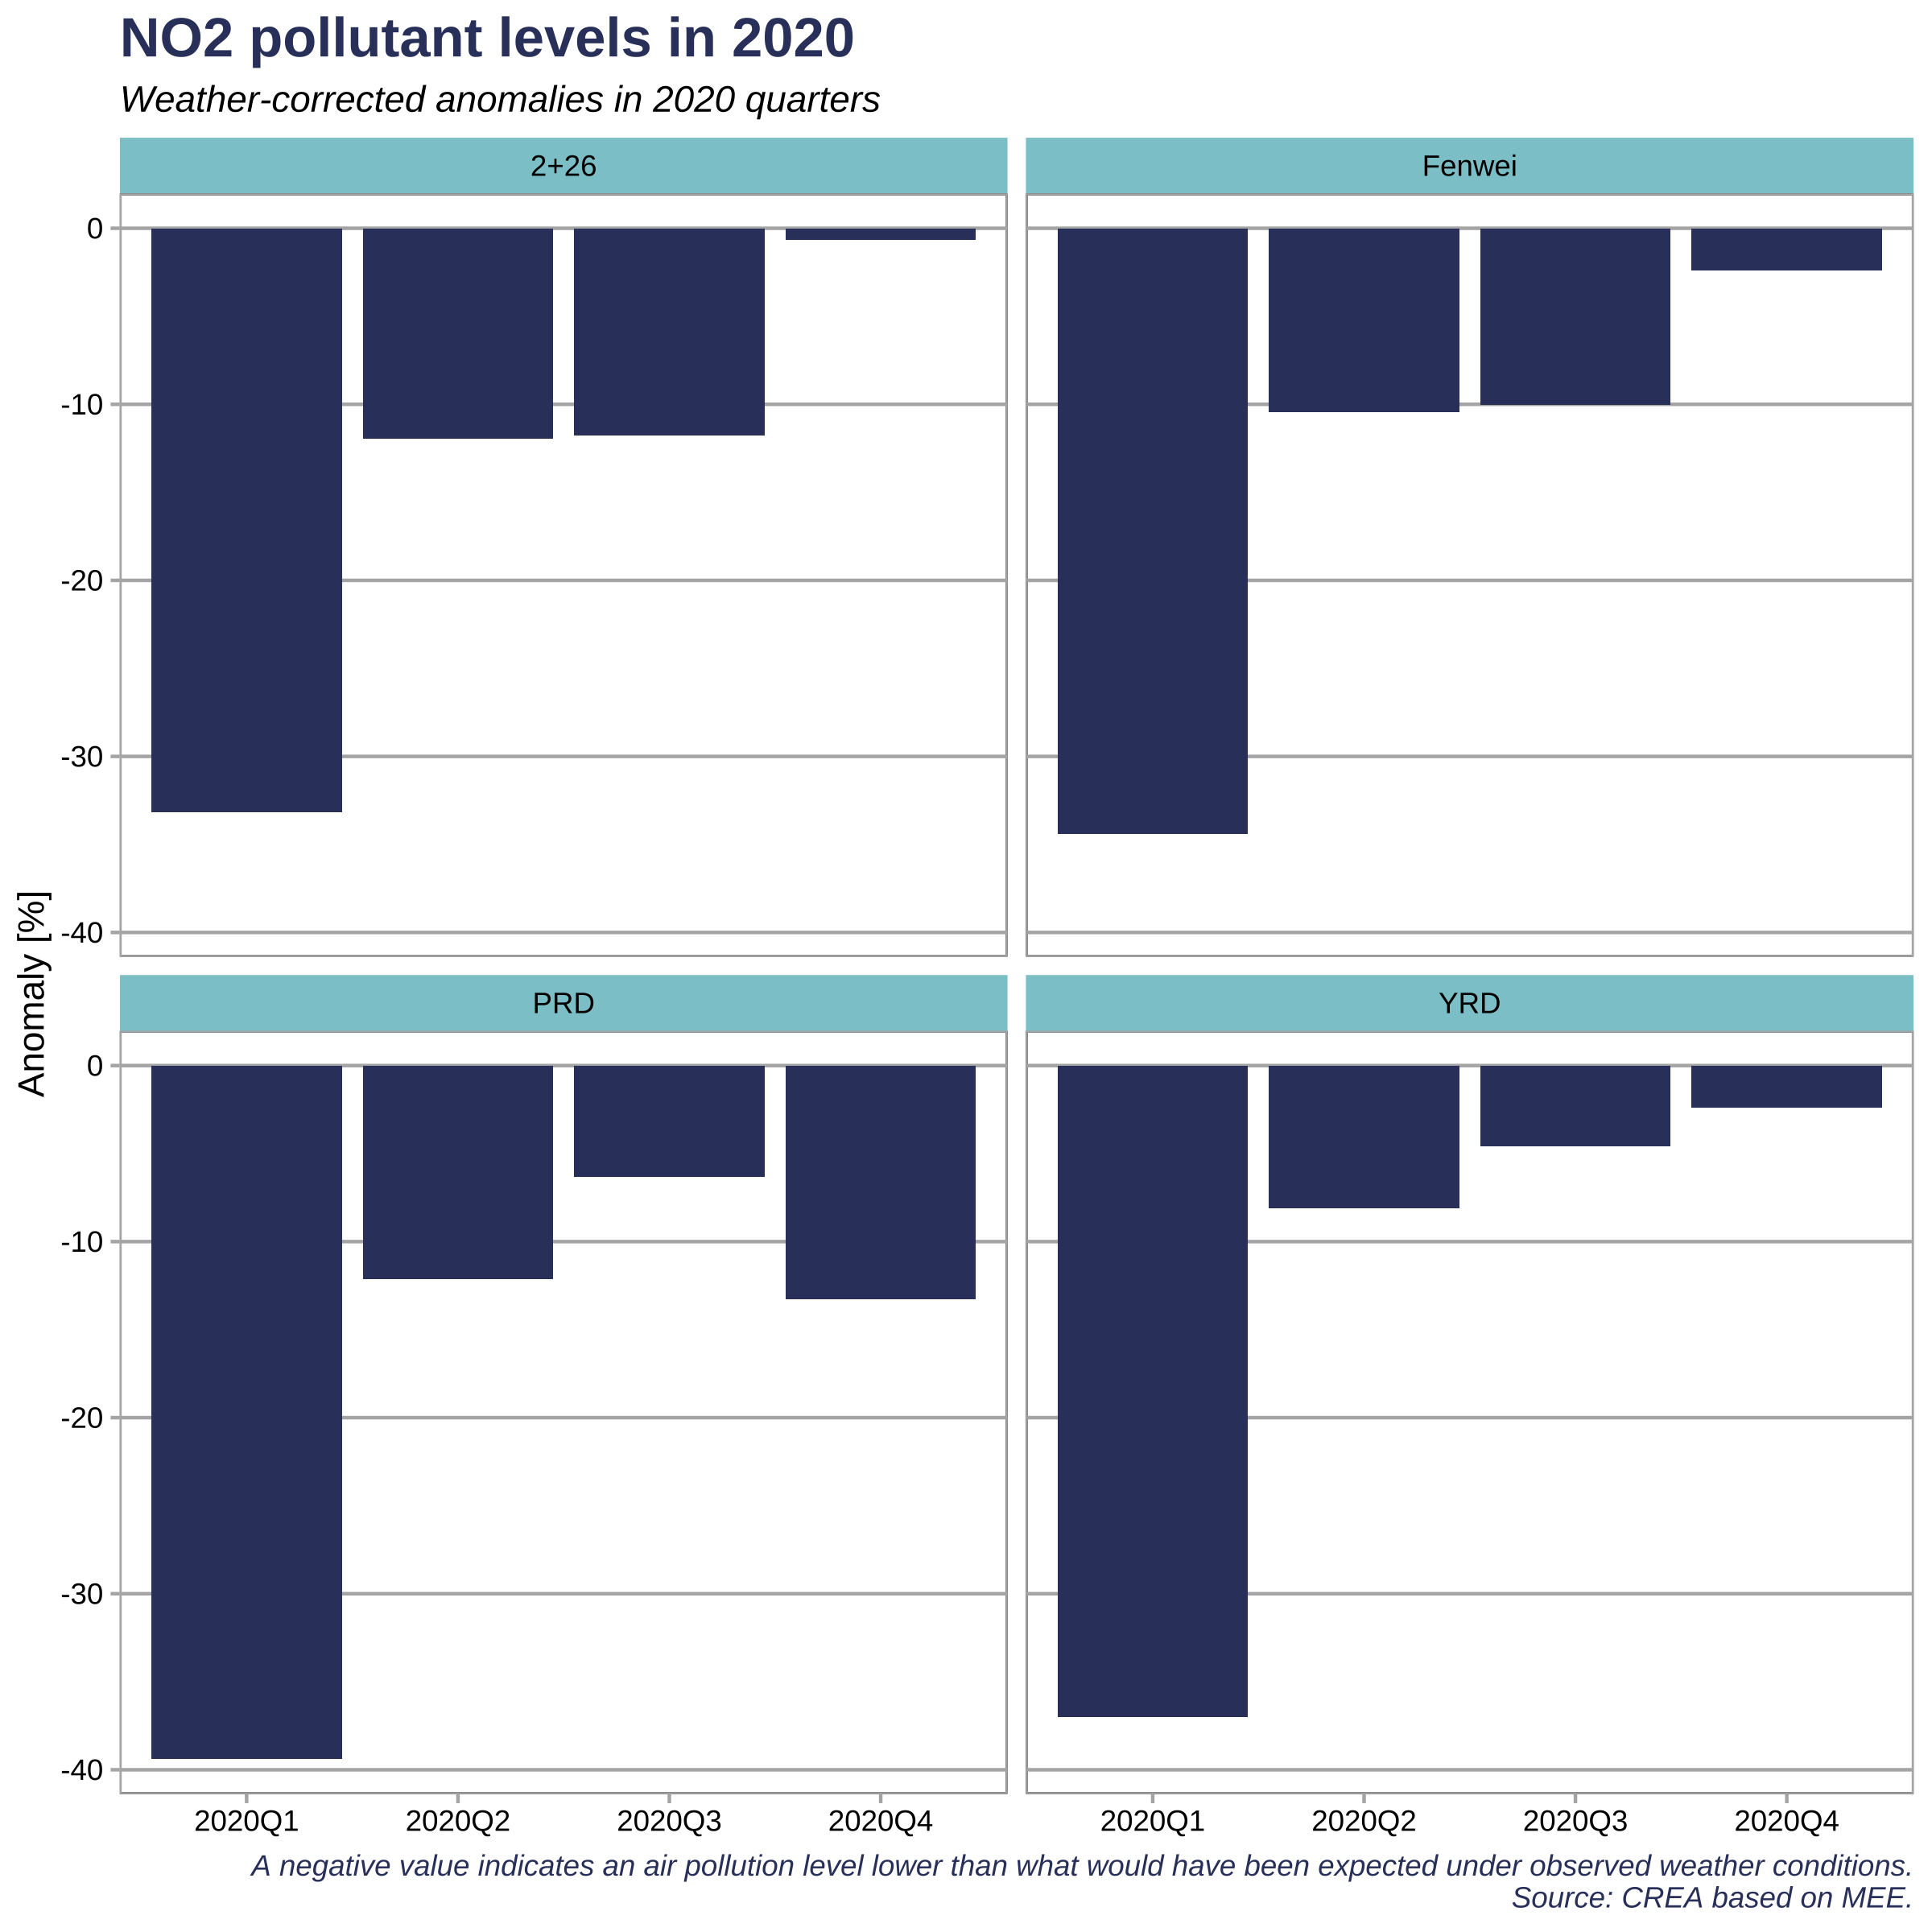 NO2 pollutant levels in 2020
Weather-corrected anomalies in 2020 quarters
2+26
Fenwei
0
-10
-20
-30
-40
Anomaly [%]
PRD
YRD
0
-10
-20
-30
-40
2020Q1 2020Q2 2020Q3 2020Q4
2020Q1 2020Q2 2020Q3 2020Q4
A negative value indicates an air pollution level lower than what would have been expected under observed weather conditions.
Source: CREA based on MEE.